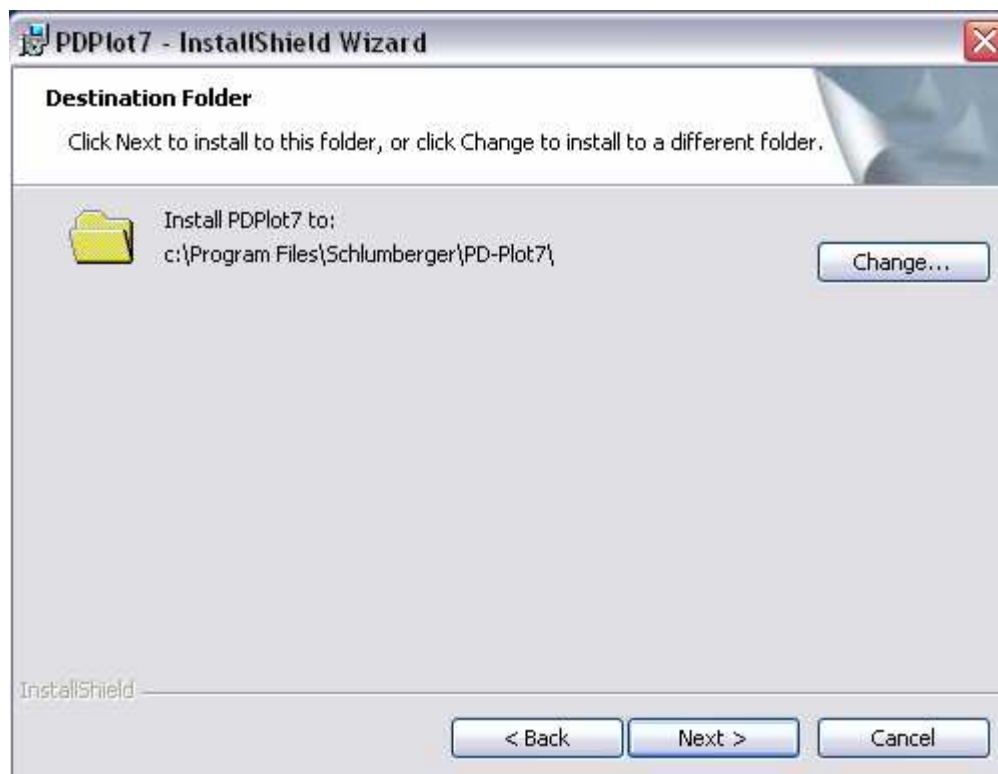 PDPlot7 - InstallShield Wizard
Destination Folder
Click Next to install to this folder, or click Change to install to a different folder.
Install PDPlot7 to:
c:\Program Files\Schlumberger\PD-Plot7\
Change...
InstallShield
< Back
Next >
Cancel